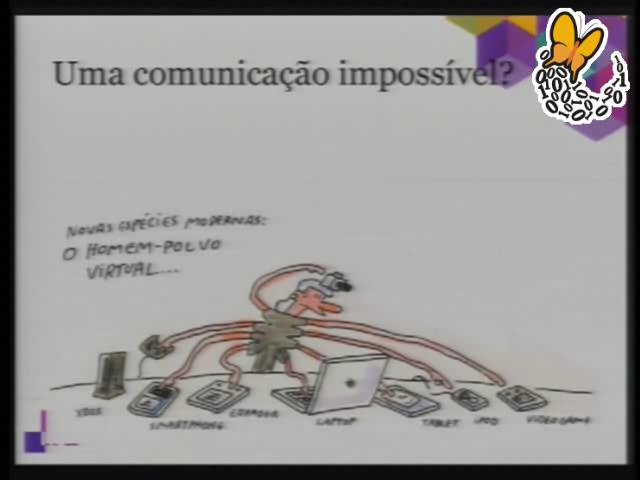 Uma comunicação impossível?
NOVAS ESPÉCIES MODERNAS:
O HOMEM-POLVO
VIRTUAL...
XBOX
SMARTPHONE
LAPTOP
TABLET
IPOD
VIDEOGAME